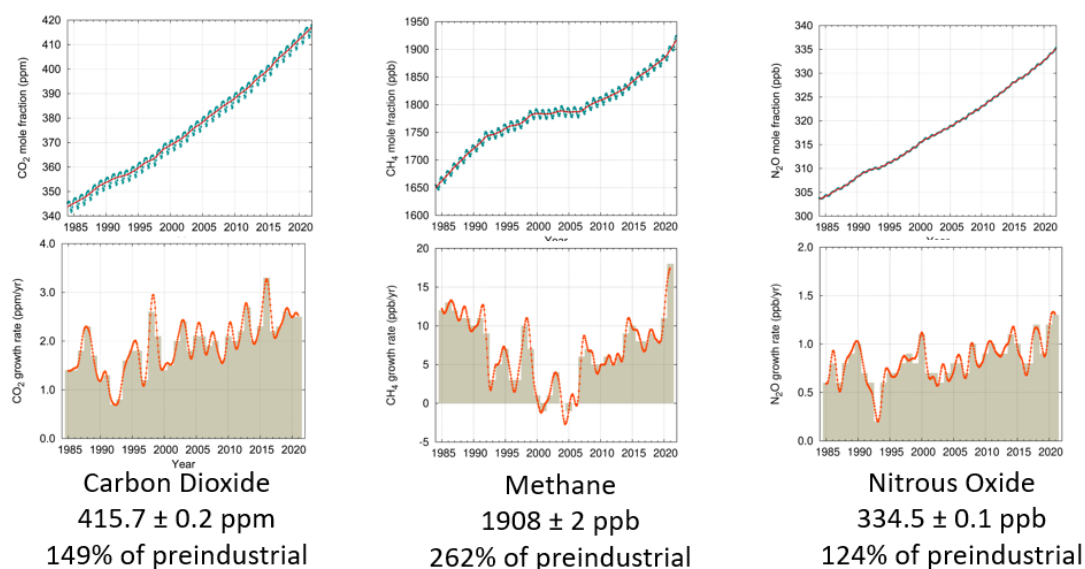 420
410
400
390
380
370
360
350
340
CO2 mole fraction (ppm)
1985 1990 1995 2000 2005 2010 2015 2020
1950
1900
1850
1800
1750
1700
1650
1600
CH4 mole fraction (ppb)
1985 1990 1995 2000 2005 2010 2015 2020
Year
340
335
330
325
320
315
310
305
300
N2O mole fraction (ppb)
1985 1990 1995 2000 2005 2010 2015 2020
Year
4.0
3.0
2.0
1.0
0.0
CO2 growth rate (ppm/yr)
1985 1990 1995 2000 2005 2010 2015 2020
Year
20
15
10
5
0
-5
CH4 growth rate (ppb/yr)
1985 1990 1995 2000 2005 2010 2015 2020
2.0
1.5
1.0
0.5
0.0
N2O growth rate (ppb/yr)
1985 1990 1995 2000 2005 2010 2015 2020
Carbon Dioxide
415.7 ± 0.2 ppm
149% of preindustrial
Methane
1908 ± 2 ppb
262% of preindustrial
Nitrous Oxide
334.5 ± 0.1 ppb
124% of preindustrial